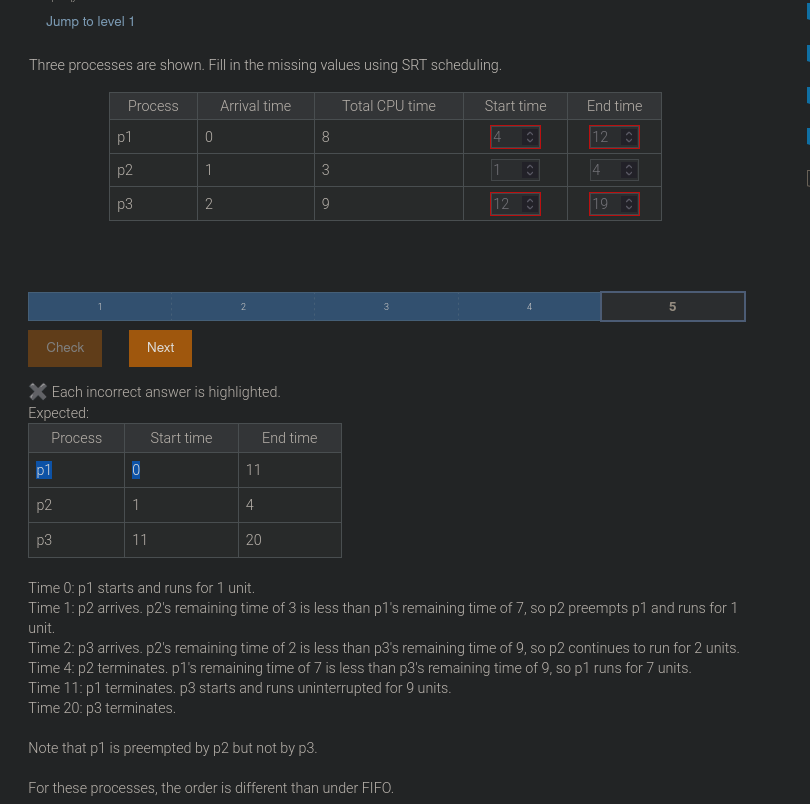 Jump to level 1
Three processes are shown. Fill in the missing values using SRT scheduling.
Process Arrival time Total CPU time Start time End time
p1 0 8 4 12
p2 1 3 1 4
p3 2 9 12 19
1 2 3 4 5
Check Next
Each incorrect answer is highlighted.
Expected:
Process Start time End time
p1 0 11
p2 1 4
p3 11 20
Time 0: p1 starts and runs for 1 unit.
Time 1: p2 arrives. p2's remaining time of 3 is less than p1's remaining time of 7, so p2 preempts p1 and runs for 1
unit.
Time 2: p3 arrives. p2's remaining time of 2 is less than p3's remaining time of 9, so p2 continues to run for 2 units.
Time 4: p2 terminates. p1's remaining time of 7 is less than p3's remaining time of 9, so p1 runs for 7 units.
Time 11: p1 terminates. p3 starts and runs uninterrupted for 9 units.
Time 20: p3 terminates.
Note that p1 is preempted by p2 but not by p3.
For these processes, the order is different than under FIFO.